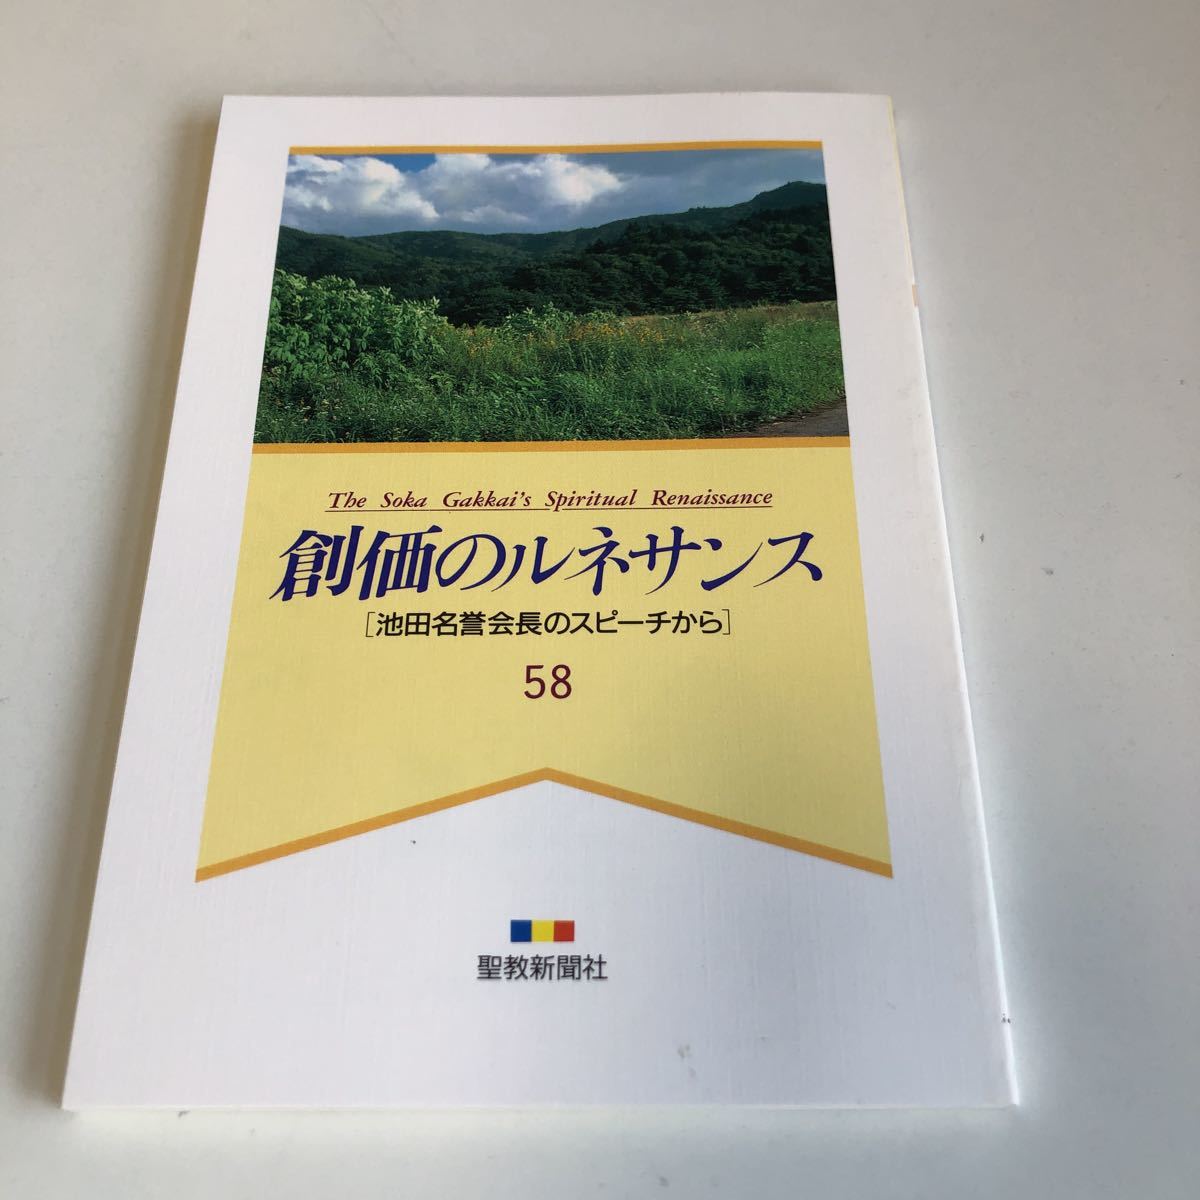 The Soka Gakkai's Spiritual Renaissance
創価のルネサンス
[池田名誉会長のスピーチから]
58
聖教新聞社